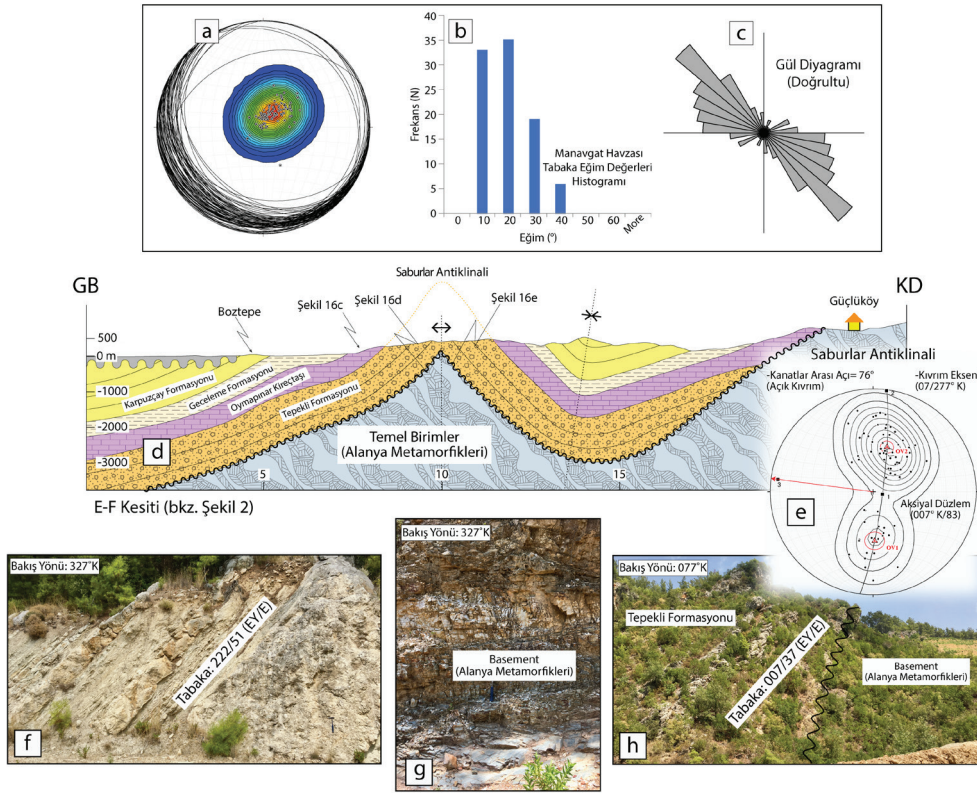 a
b
c
40
35
30
25
20
15
10
5
0
Frekans (N)
0 10 20 30 40 50 60 More
Eğim (°)
Manavgat Havzası
Tabaka Eğim Değerleri
Histogramı
Gül Diyagramı
(Doğrultu)
GB
KD
Saburlar Antiklinali
Boztepe
Şekil 16c
Şekil 16d
Şekil 16e
Güçlüköy
500
0 m
-1000
-2000
-3000
Karpuzçay Formasyonu
Geceleme Formasyonu
Oymapınar Kireçtaşı
Tepekli Formasyonu
Temel Birimler
(Alanya Metamorfikleri)
d
5
10
15
E-F Kesiti (bkz. Şekil 2)
Saburlar Antiklinali
-Kanatlar Arası Açı= 76°
(Açık Kıvrım)
-Kıvrım Eksen
(07/277° K)
2
OV2
3
1
Aksiyal Düzlem
(007° K/83)
OV1
e
Bakış Yönü: 327°K
Tabaka: 222/51 (EY/E)
f
Bakış Yönü: 327°K
Basement
(Alanya Metamorfikleri)
g
Bakış Yönü: 077°K
Tepekli Formasyonu
Tabaka: 007/37 (EY/E)
Basement
(Alanya Metamorfikleri)
h